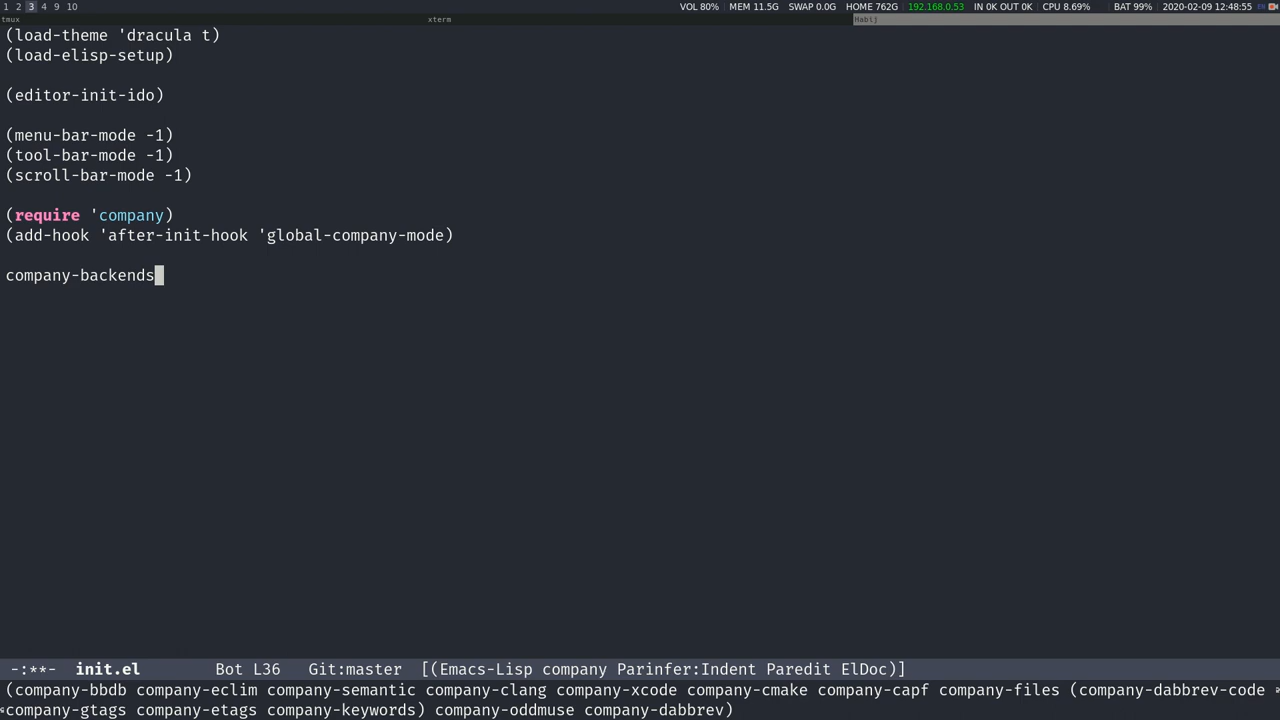 1 2 3 4 9 10 VOL 80% MEM 11.5G SWAP 0.0G HOME 762G 192.168.0.53 IN 0K OUT 0K CPU 8.69% BAT 99% 2020-02-09 12:48:55 EN
tmux xterm Habij
(load-theme 'dracula t)
(load-elisp-setup)
(editor-init-ido)
(menu-bar-mode -1)
(tool-bar-mode -1)
(scroll-bar-mode -1)
(require 'company)
(add-hook 'after-init-hook 'global-company-mode)
company-backends
-:**- init.el Bot L36 Git:master [(Emacs-Lisp company Parinfer:Indent Paredit ElDoc)]
(company-bbdb company-eclim company-semantic company-clang company-xcode company-cmake company-capf company-files (company-dabbrev-code
company-gtags company-etags company-keywords) company-oddmuse company-dabbrev)